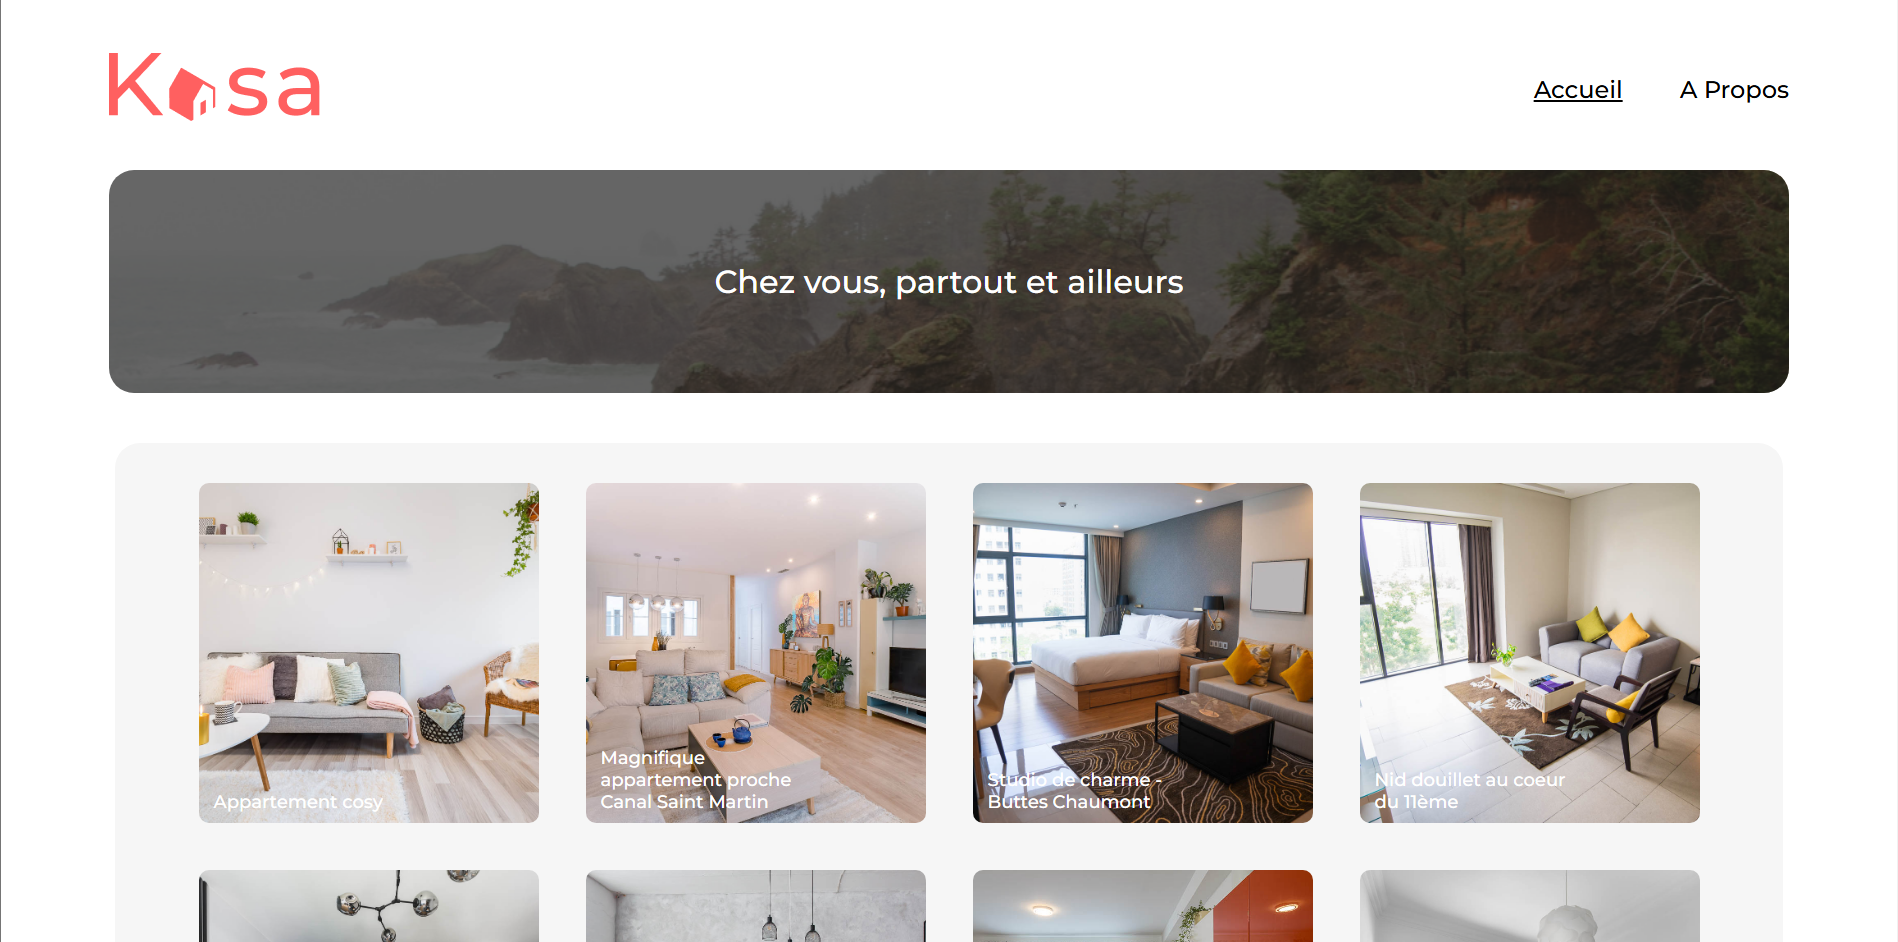 Kasa
Accueil
A Propos
Chez vous, partout et ailleurs
Appartement cosy
Magnifique
appartement proche
Canal Saint Martin
Studio de charme -
Buttes Chaumont
Nid douillet au coeur
du 11ème